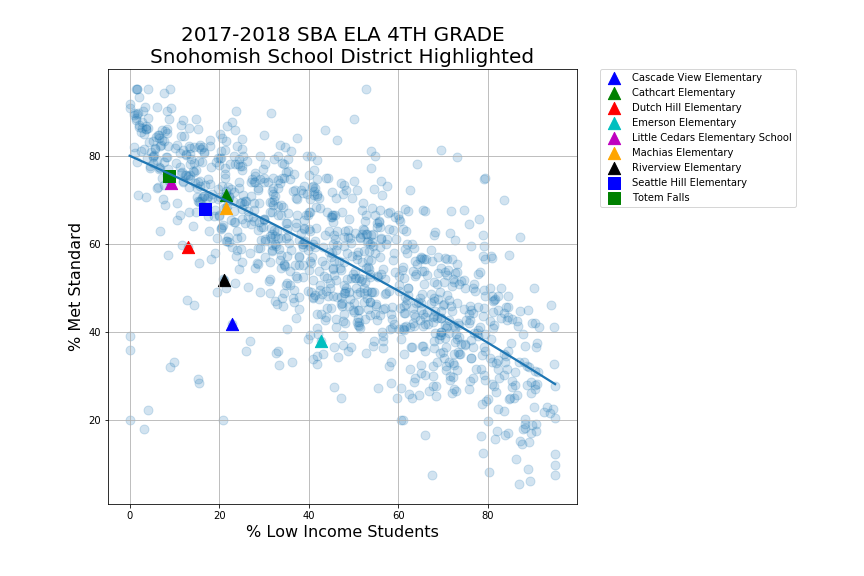 2017-2018 SBA ELA 4TH GRADE
Snohomish School District Highlighted
Cascade View Elementary
Cathcart Elementary
Dutch Hill Elementary
Emerson Elementary
Little Cedars Elementary School
Machias Elementary
Riverview Elementary
Seattle Hill Elementary
Totem Falls
% Met Standard
80
60
40
20
0 20 40 60 80
% Low Income Students